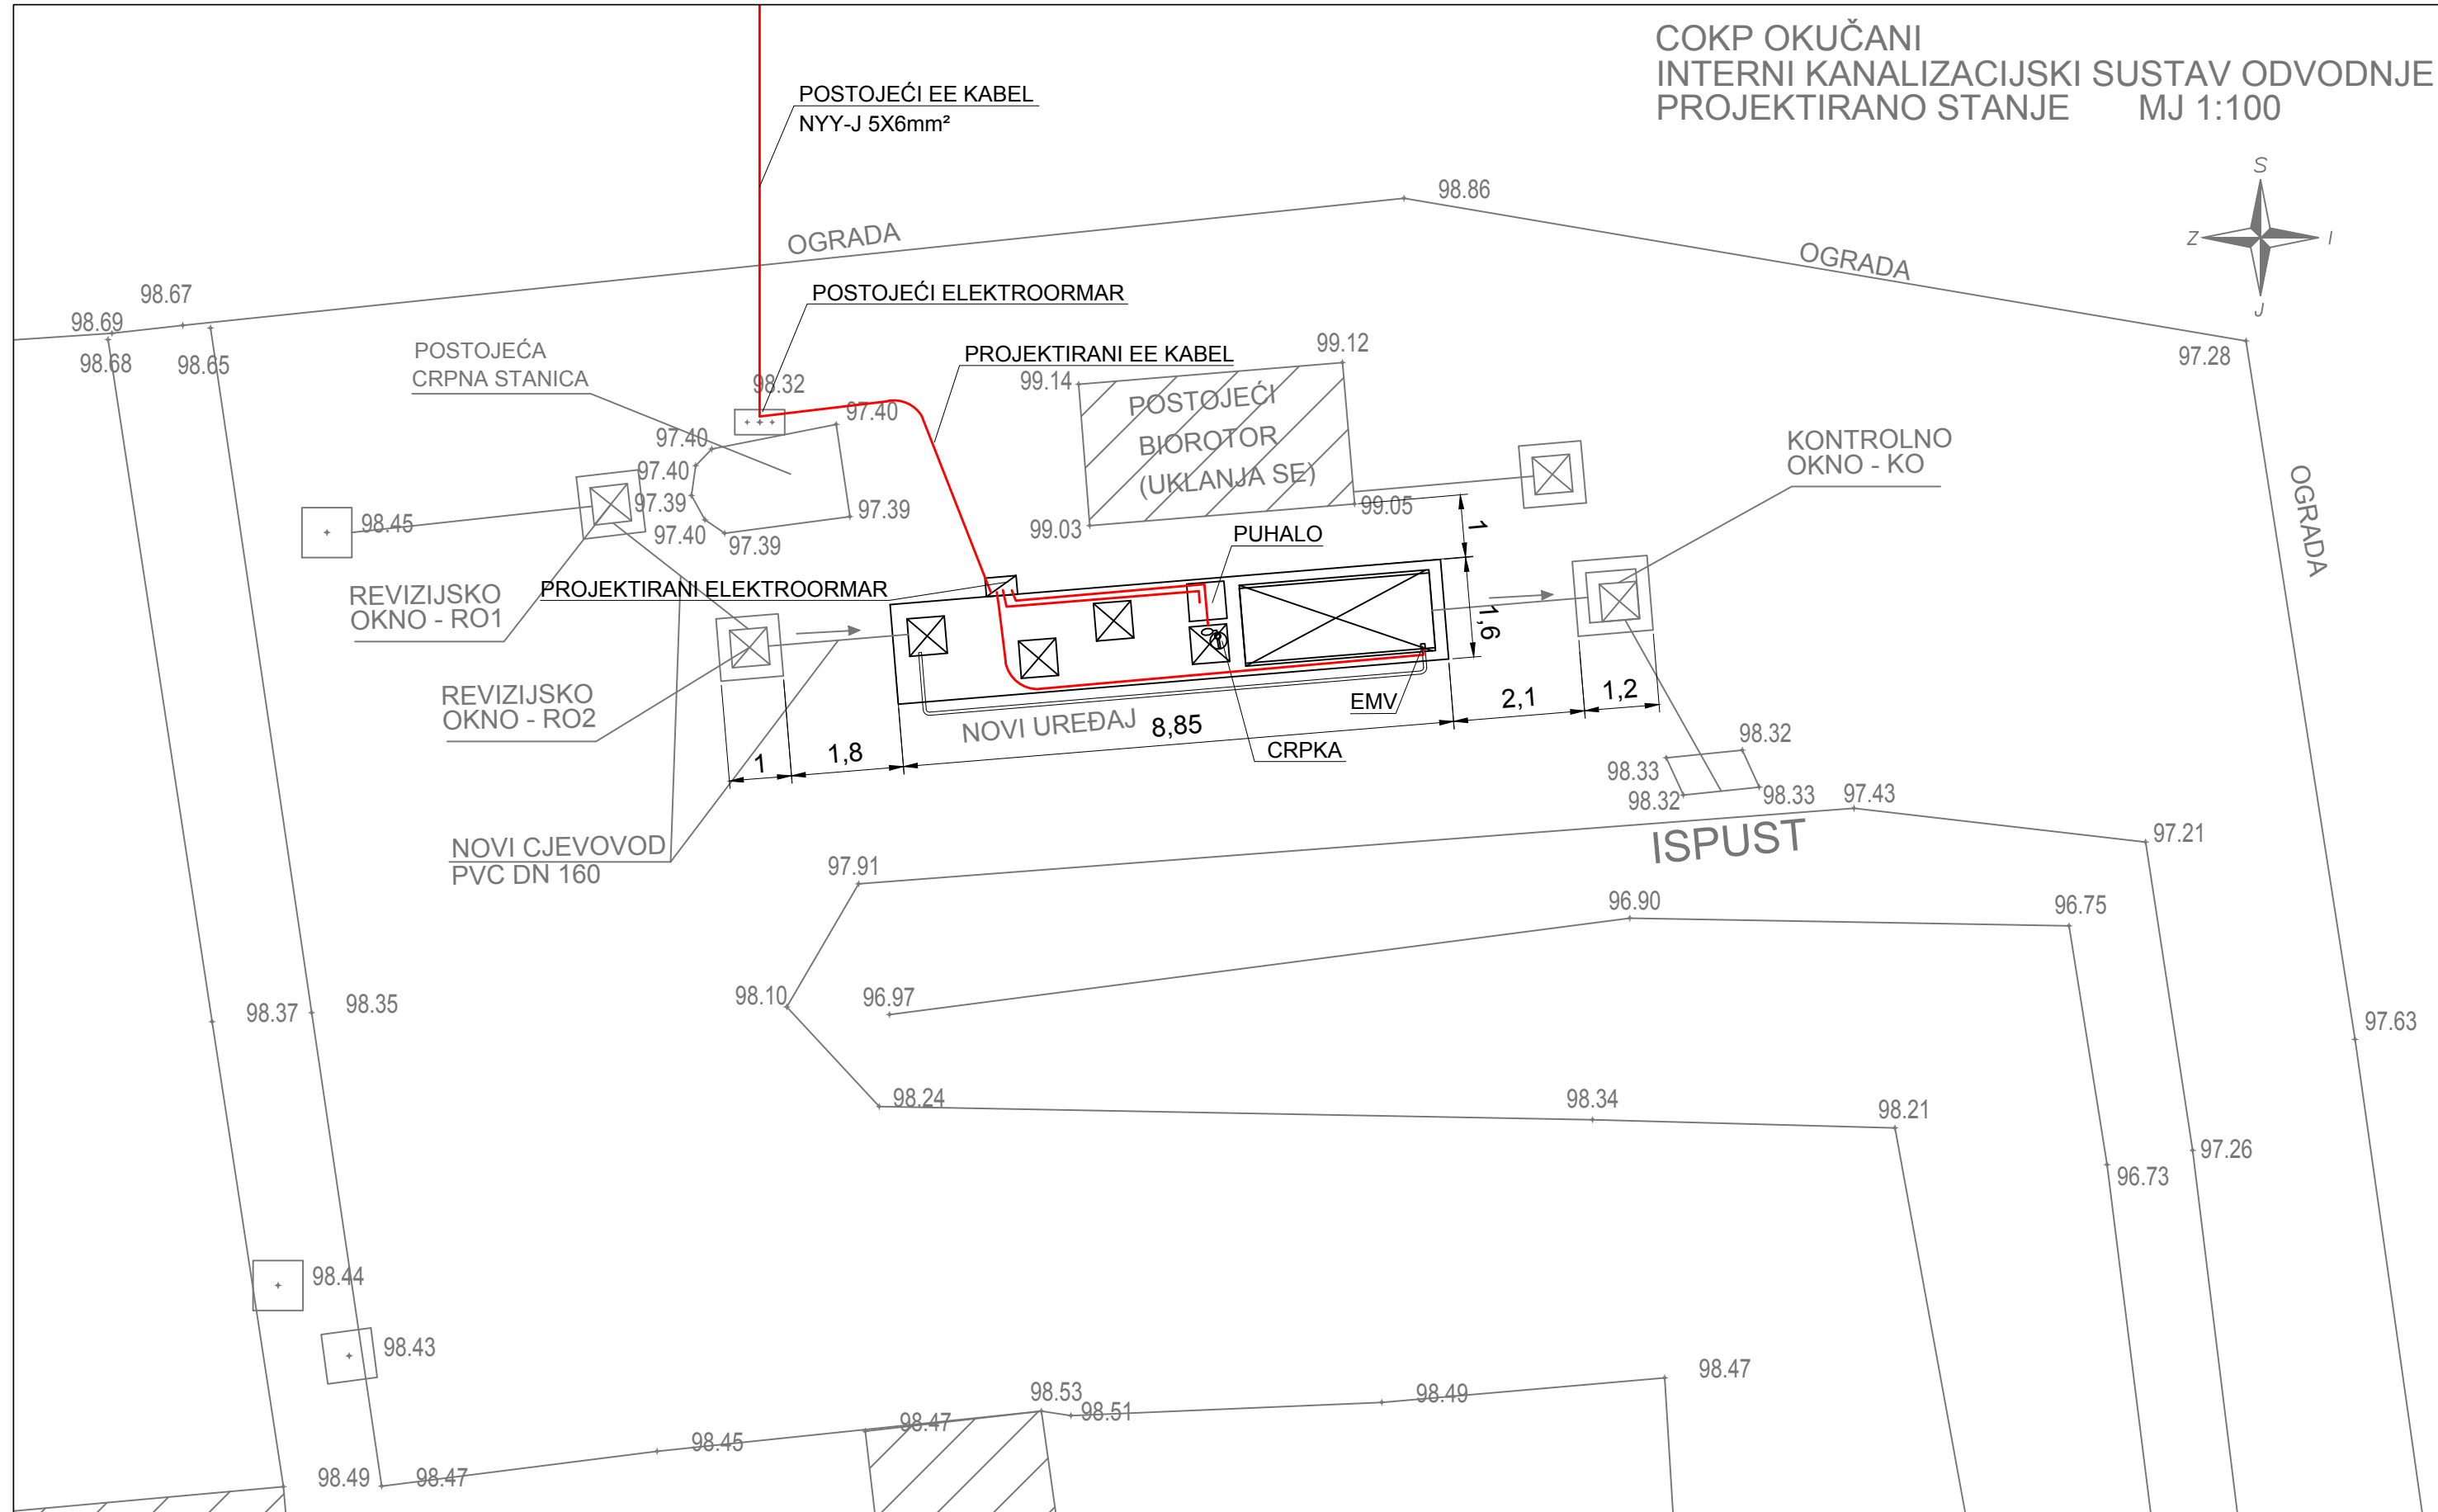 COKP OKUČANI
INTERNI KANALIZACIJSKI SUSTAV ODVODNJE
PROJEKTIRANO STANJE MJ 1:100
S
Z
I
J
POSTOJEĆI EE KABEL
NYY-J 5X6mm²
98.86
OGRADA
OGRADA
98.67
98.69
98.68
98.65
POSTOJEĆI ELEKTROORMAR
97.28
POSTOJEĆA
CRPNA STANICA
98.32
PROJEKTIRANI EE KABEL
99.12
99.14
POSTOJEĆI
BIOROTOR
(UKLANJA SE)
97.40
97.40
97.40
97.39
97.40
97.39
97.39
98.45
99.03
99.05
KONTROLNO
OKNO - KO
OGRADA
1
PUHALO
REVIZIJSKO
OKNO - RO1
PROJEKTIRANI ELEKTROORMAR
1,6
REVIZIJSKO
OKNO - RO2
EMV
NOVI UREĐAJ
8,85
2,1
1,2
1
1,8
CRPKA
98.32
98.33
98.32
98.33
97.43
NOVI CJEVOVOD
PVC DN 160
ISPUST
97.21
97.91
96.90
96.75
98.10
96.97
98.37
98.35
97.63
98.24
98.34
98.21
97.26
96.73
98.44
98.43
98.47
98.53
98.51
98.49
98.47
98.45
98.49
98.47